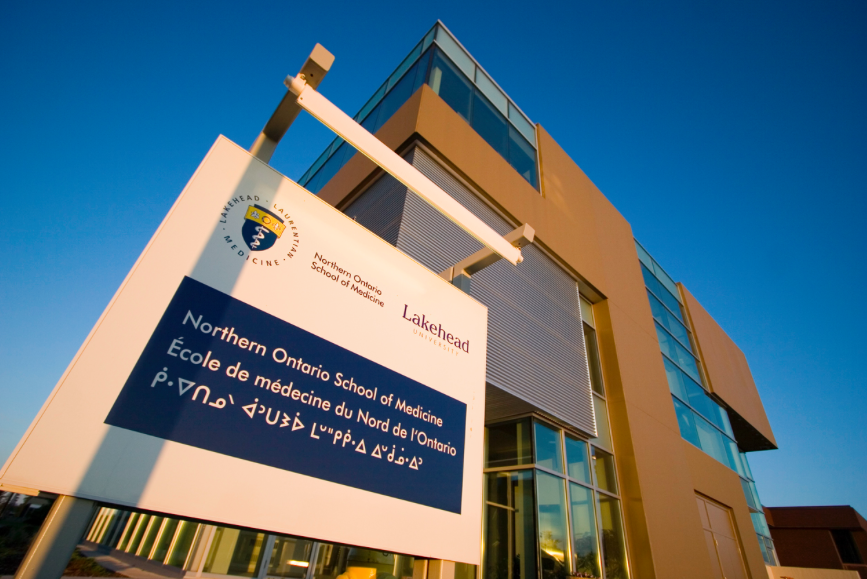 LAKEHEAD · LAURENTIAN
MEDICINE
Northern Ontario
School of Medicine
Lakehead
UNIVERSITY
Northern Ontario School of Medicine
École de médecine du Nord de l'Ontario